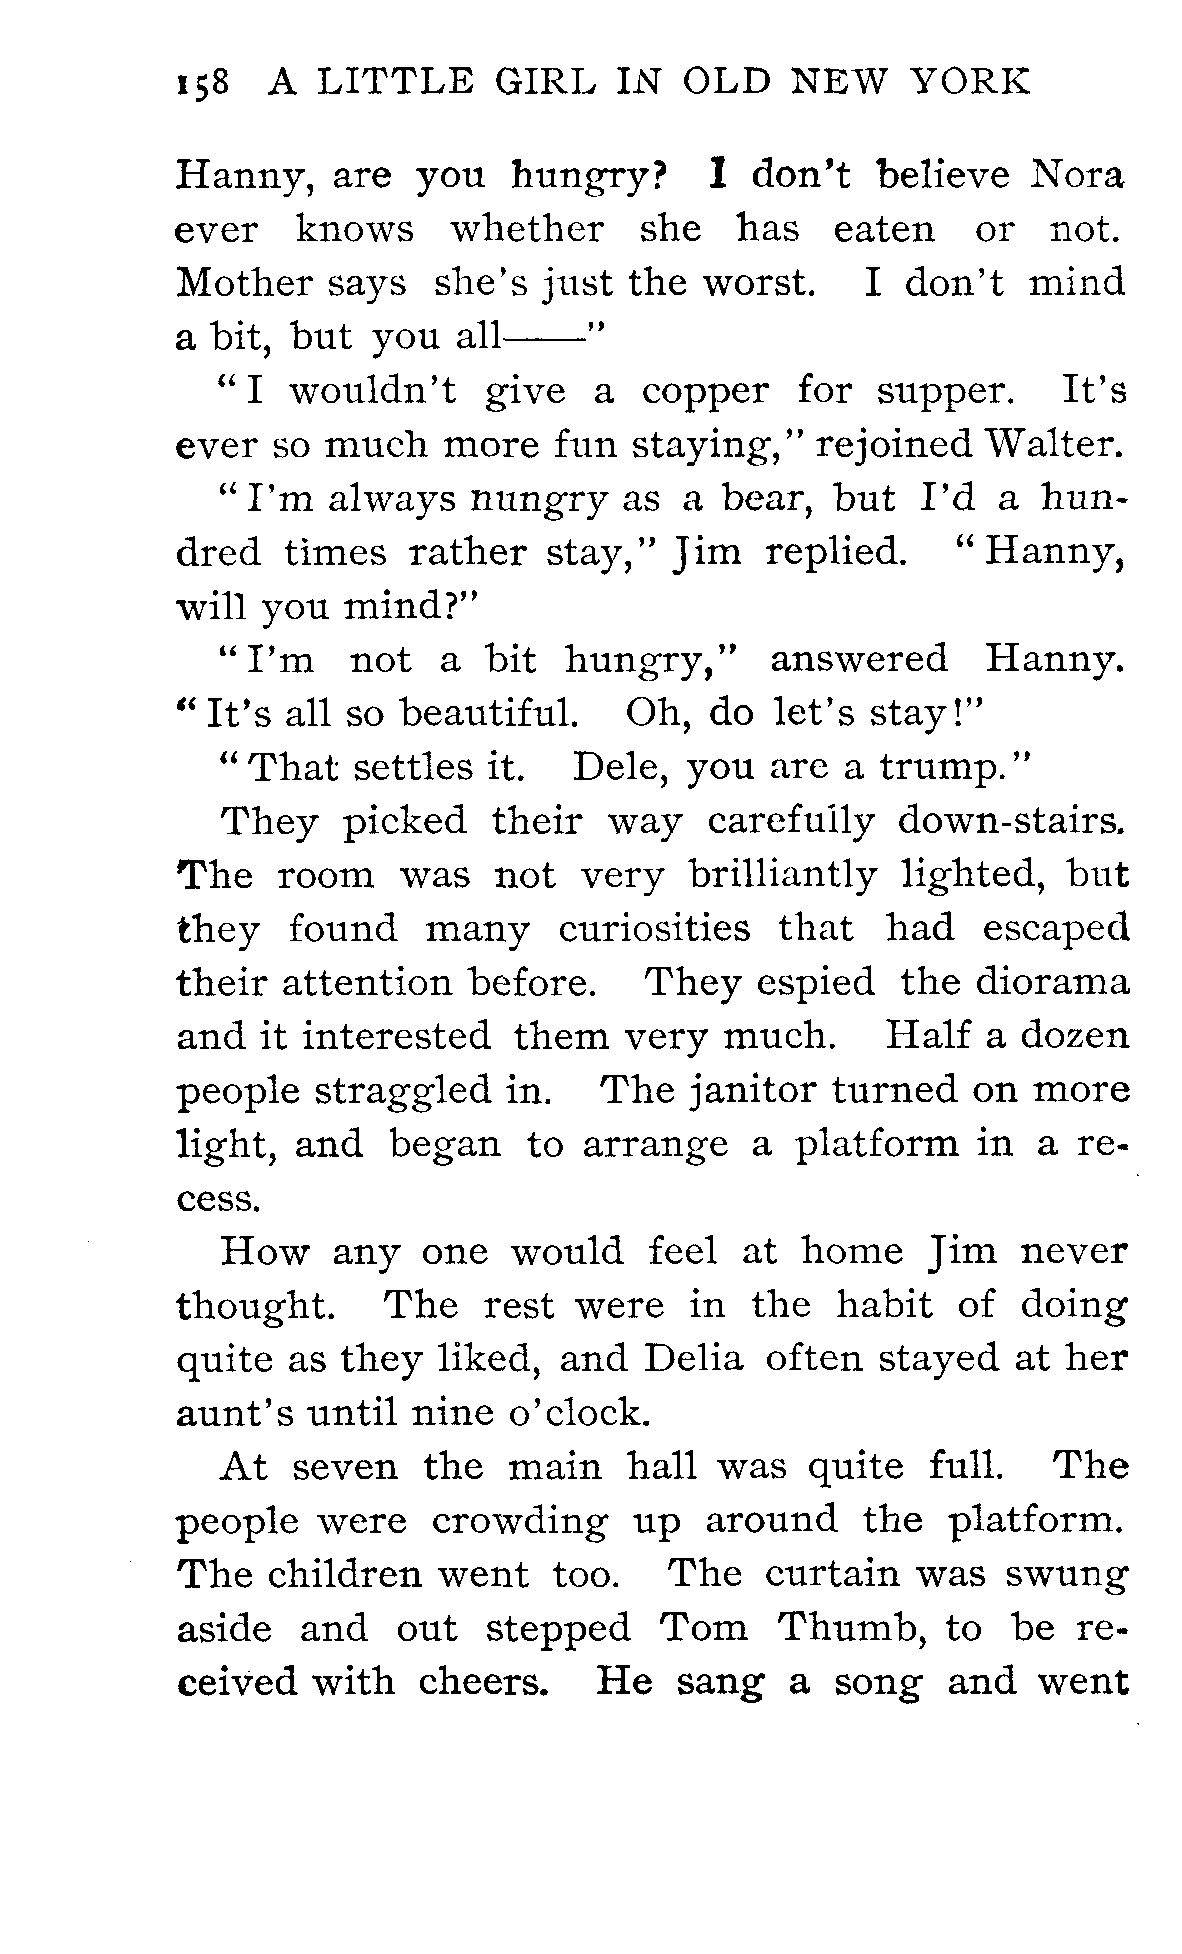 158 A LITTLE GIRL IN OLD NEW YORK
Hanny, are you hungry? I don't believe Nora
ever knows whether she has eaten or not.
Mother says she's just the worst. I don't mind
a bit, but you all——"
"I wouldn't give a copper for supper. It's
ever so much more fun staying," rejoined Walter.
"I'm always nungry as a bear, but I'd a hun-
dred times rather stay," Jim replied. "Hanny,
will you mind?"
"I'm not a bit hungry," answered Hanny.
"It's all so beautiful. Oh, do let's stay!"
"That settles it. Dele, you are a trump."
They picked their way carefully down-stairs.
The room was not very brilliantly lighted, but
they found many curiosities that had escaped
their attention before. They espied the diorama
and it interested them very much. Half a dozen
people straggled in. The janitor turned on more
light, and began to arrange a platform in a re-
cess.
How any one would feel at home Jim never
thought. The rest were in the habit of doing
quite as they liked, and Delia often stayed at her
aunt's until nine o'clock.
At seven the main hall was quite full. The
people were crowding up around the platform.
The children went too. The curtain was swung
aside and out stepped Tom Thumb, to be re-
ceived with cheers. He sang a song and went